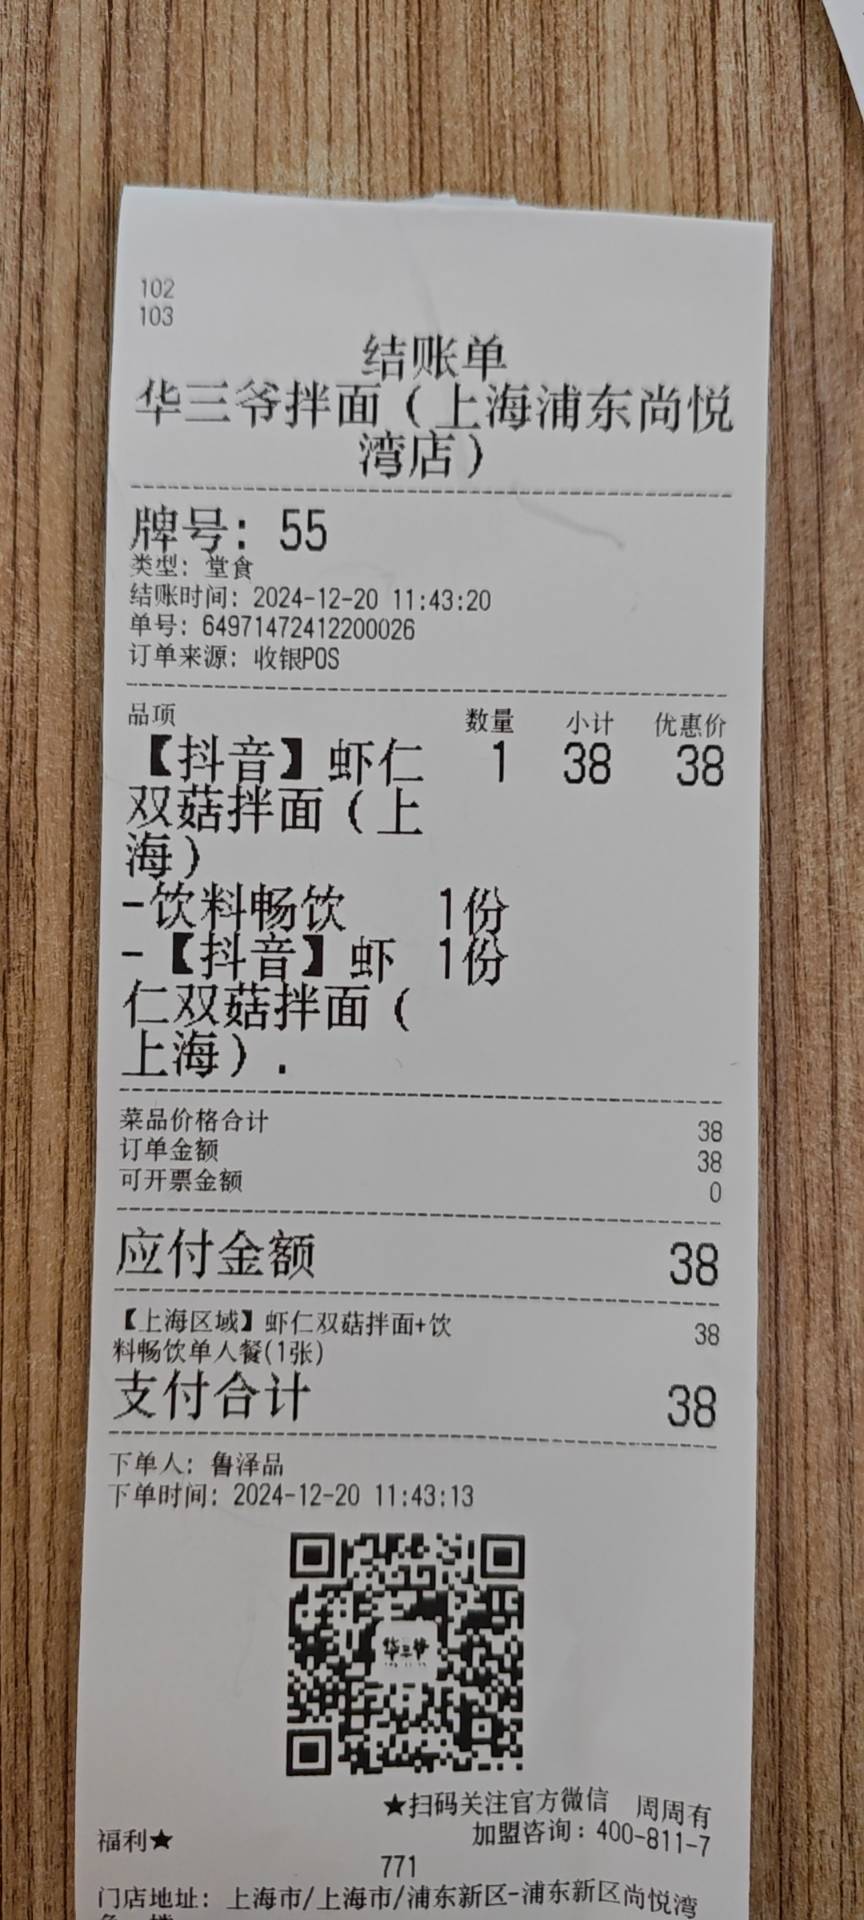 102
103
结账单
华三爷拌面（上海浦东尚悦
湾店）
牌号: 55
类型: 堂食
结账时间: 2024-12-20 11:43:20
单号: 64971472412200026
订单来源: 收银POS
品项 数量 小计 优惠价
【抖音】虾仁 1 38 38
双菇拌面（上
海）
-饮料畅饮 1份
-【抖音】虾 1份
仁双菇拌面（
上海）.
菜品价格合计 38
订单金额 38
可开票金额 0
应付金额 38
【上海区域】虾仁双菇拌面+饮 38
料畅饮单人餐(1张)
支付合计 38
下单人: 鲁泽品
下单时间: 2024-12-20 11:43:13
华三爷
★扫码关注官方微信 周周有
福利★ 加盟咨询：400-811-7
771
门店地址: 上海市/上海市/浦东新区-浦东新区尚悦湾